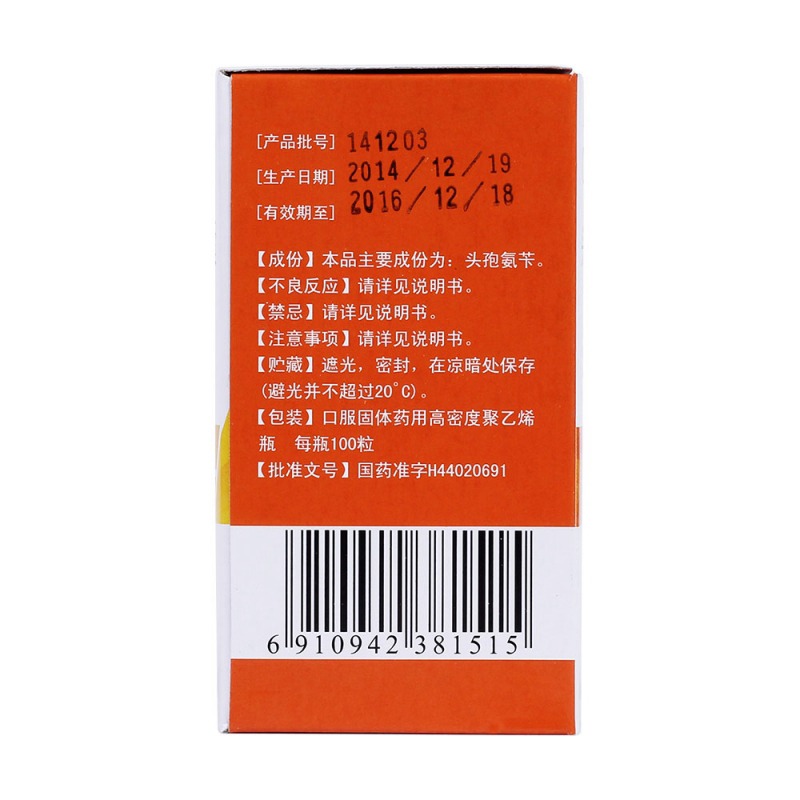 [产品批号] 141203
[生产日期] 2014/12/19
[有效期至] 2016/12/18
【成份】本品主要成份为：头孢氨苄。
【不良反应】请详见说明书。
【禁忌】请详见说明书。
【注意事项】请详见说明书。
【贮藏】遮光，密封，在凉暗处保存
(避光并不超过20°C)。
【包装】口服固体药用高密度聚乙烯
瓶 每瓶100粒
【批准文号】国药准字H44020691
6 910942 381515